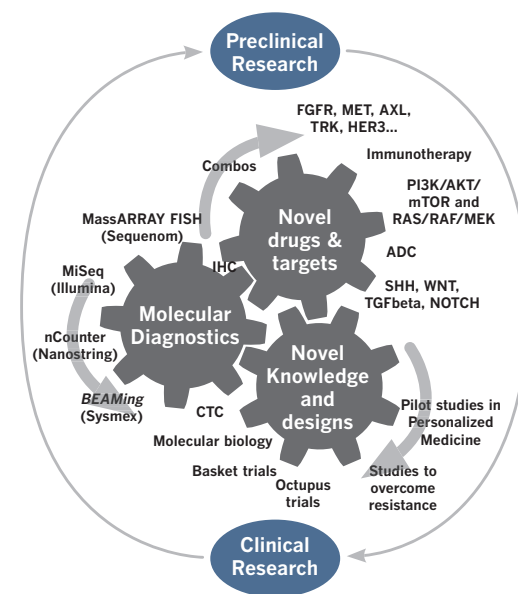 Preclinical
Research
FGFR, MET, AXL,
TRK, HER3...
Combos
Immunotherapy
PI3K/AKT/
mTOR and
RAS/RAF/MEK
Novel
drugs &
targets
ADC
SHH, WNT,
TGFbeta, NOTCH
MassARRAY FISH
(Sequenom)
IHC
MiSeq
(Illumina)
Molecular
Diagnostics
nCounter
(Nanostring)
BEAMing
(Sysmex)
CTC
Molecular biology
Novel
Knowledge
and
designs
Pilot studies in
Personalized
Medicine
Basket trials
Octupus
trials
Studies to
overcome
resistance
Clinical
Research